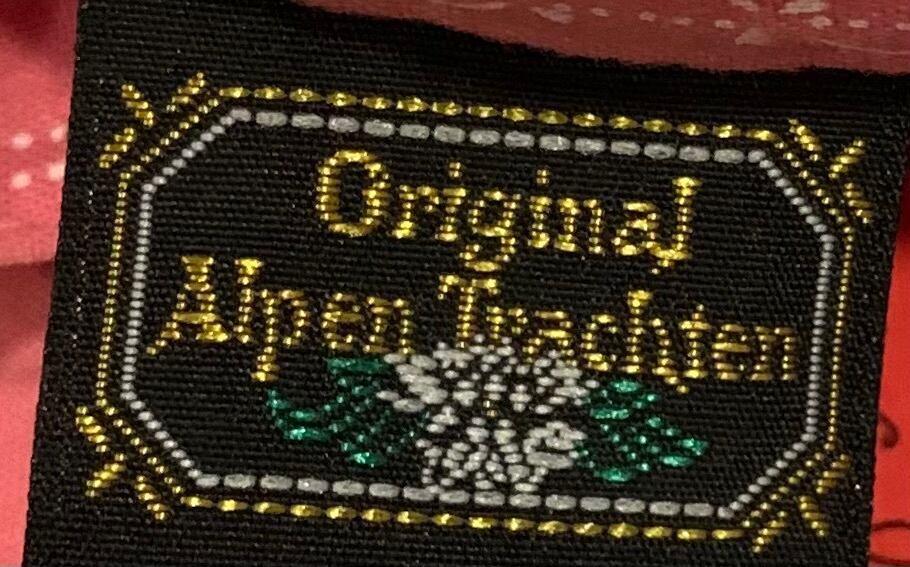 Original
Alpen Trachten